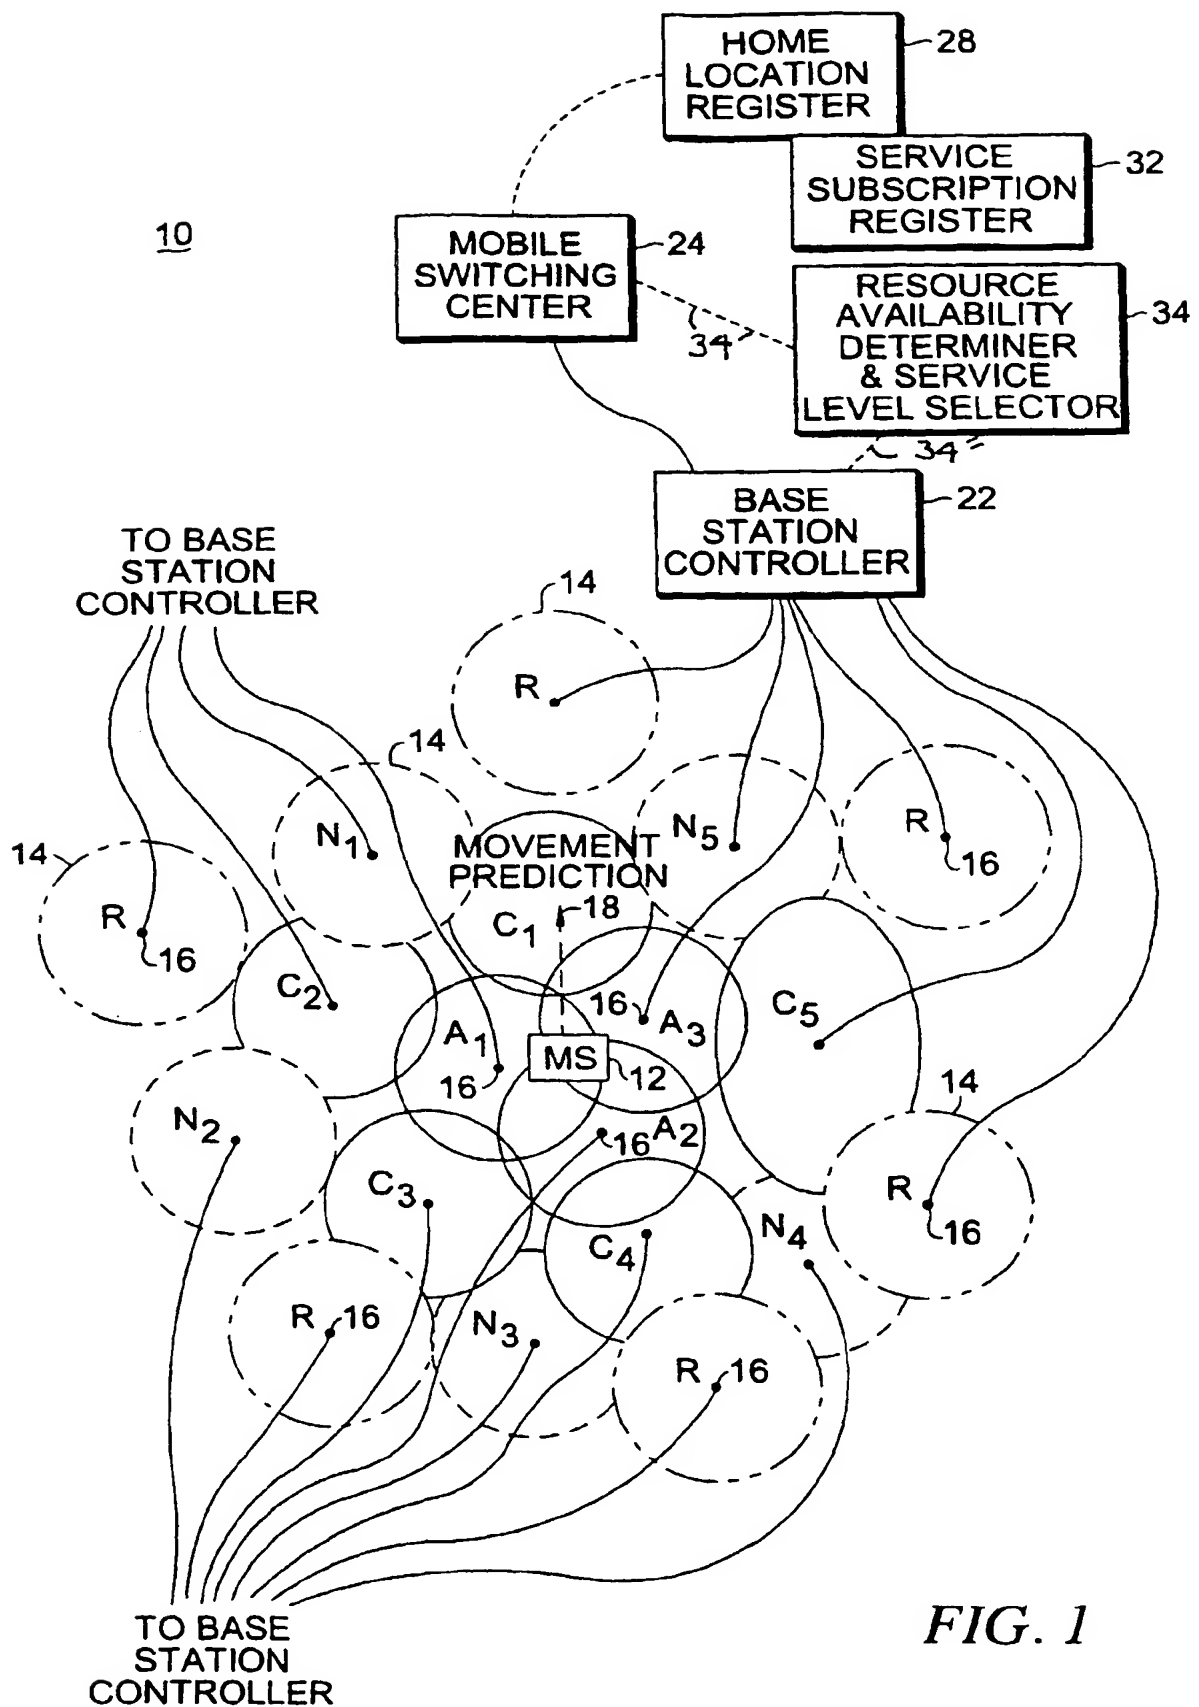 HOME
LOCATION
REGISTER
28
SERVICE
SUBSCRIPTION
REGISTER
32
10
MOBILE
SWITCHING
CENTER
24
34'
RESOURCE
AVAILABILITY
DETERMINER
& SERVICE
LEVEL SELECTOR
34
34"
BASE
STATION
CONTROLLER
22
TO BASE
STATION
CONTROLLER
14
R
14
N1
MOVEMENT
PREDICTION
N5
R
16
14
R
16
C1
18
C2
A1
16
16
A3
C5
MS
12
14
N2
16
A2
C3
R
16
N4
C4
R
16
N3
R
16
TO BASE
STATION
CONTROLLER
FIG. 1